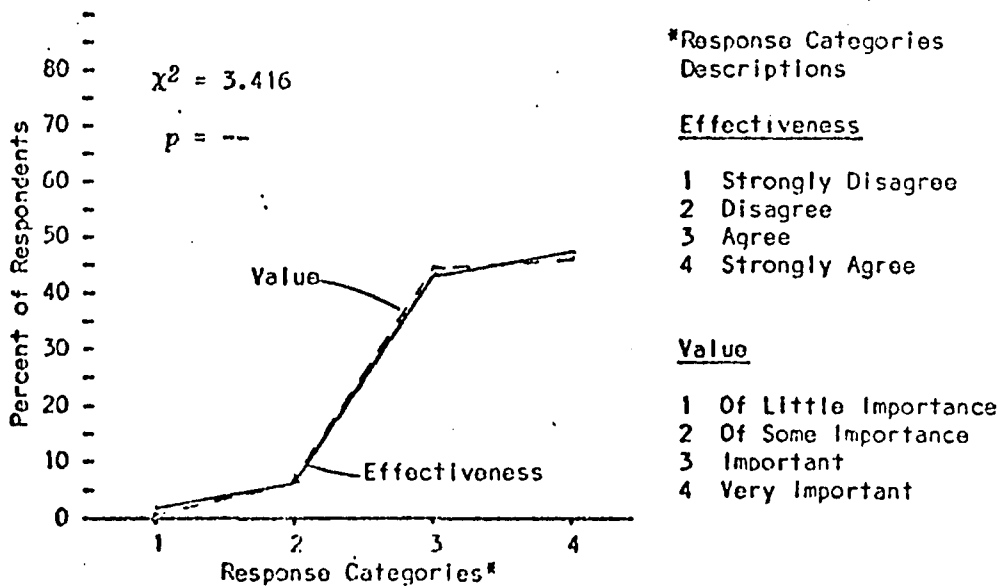 80
70
60
50
40
30
20
10
0
Percent of Respondents
χ2 = 3.416
p = --
Value
Effectiveness
1 2 3 4
Response Categories*
*Response Categories
Descriptions
Effectiveness
1 Strongly Disagree
2 Disagree
3 Agree
4 Strongly Agree
Value
1 Of Little Importance
2 Of Some Importance
3 Important
4 Very Important